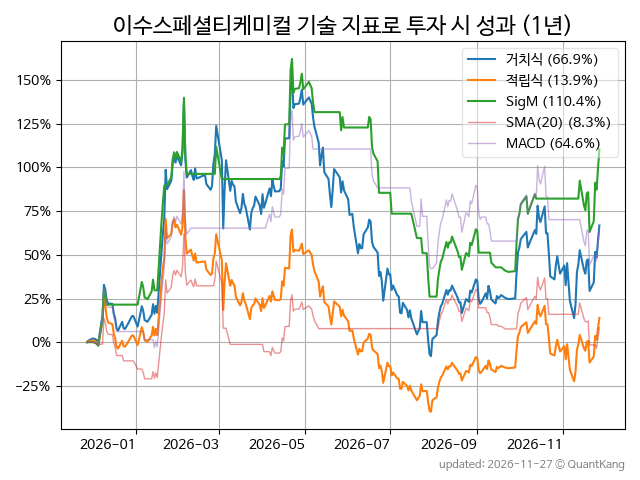 이수스페셜티케미컬 기술 지표로 투자 시 성과 (1년)
거치식 (66.9%)
적립식 (13.9%)
SigM (110.4%)
SMA(20) (8.3%)
MACD (64.6%)
150%
125%
100%
75%
50%
25%
0%
−25%
2026-01 2026-03 2026-05 2026-07 2026-09 2026-11
updated: 2026-11-27 © QuantKang